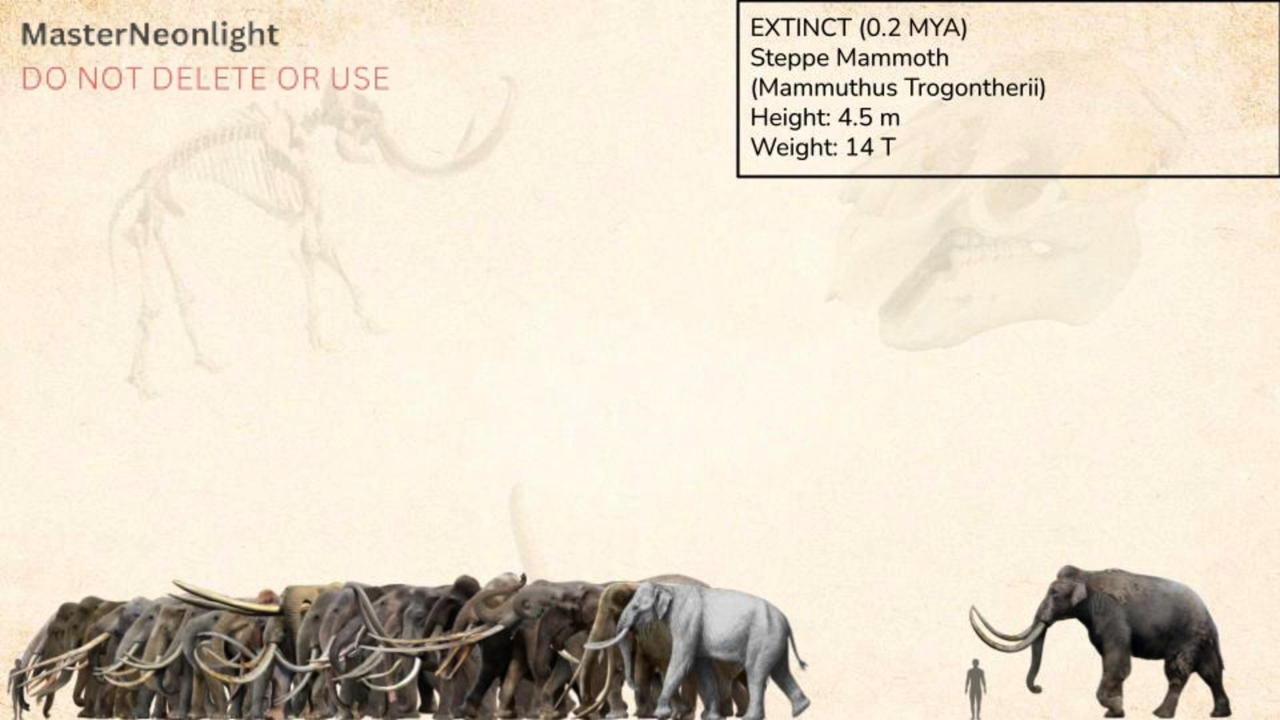 MasterNeonlight
DO NOT DELETE OR USE
EXTINCT (0.2 MYA)
Steppe Mammoth
(Mammuthus Trogontherii)
Height: 4.5 m
Weight: 14 T